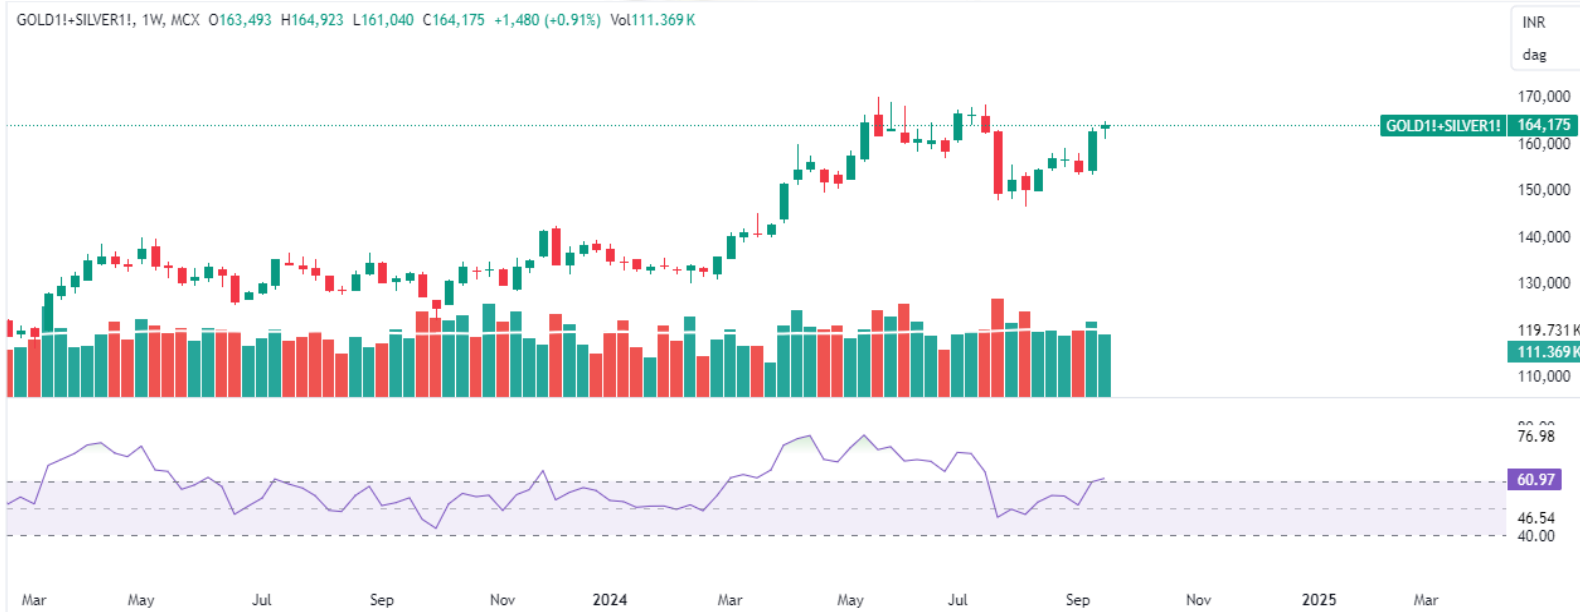 GOLD1!+SILVER1!, 1W, MCX O163,493 H164,923 L161,040 C164,175 +1,480 (+0.91%) Vol111.369 K
INR
dag
170,000
GOLD1!+SILVER1! 164,175
160,000
150,000
140,000
130,000
119.731 K
111.369 K
110,000
76.98
60.97
46.54
40.00
Mar May Jul Sep Nov 2024 Mar May Jul Sep Nov 2025 Mar